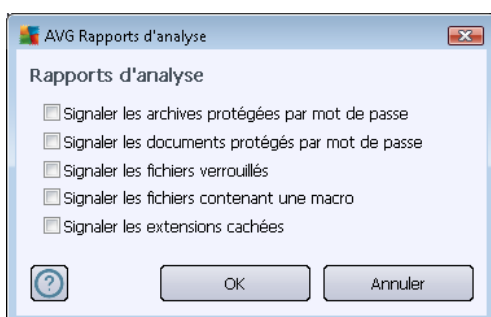 AVG Rapports d'analyse
Rapports d'analyse
Signaler les archives protégées par mot de passe
Signaler les documents protégés par mot de passe
Signaler les fichiers verrouillés
Signaler les fichiers contenant une macro
Signaler les extensions cachées
?
OK
Annuler